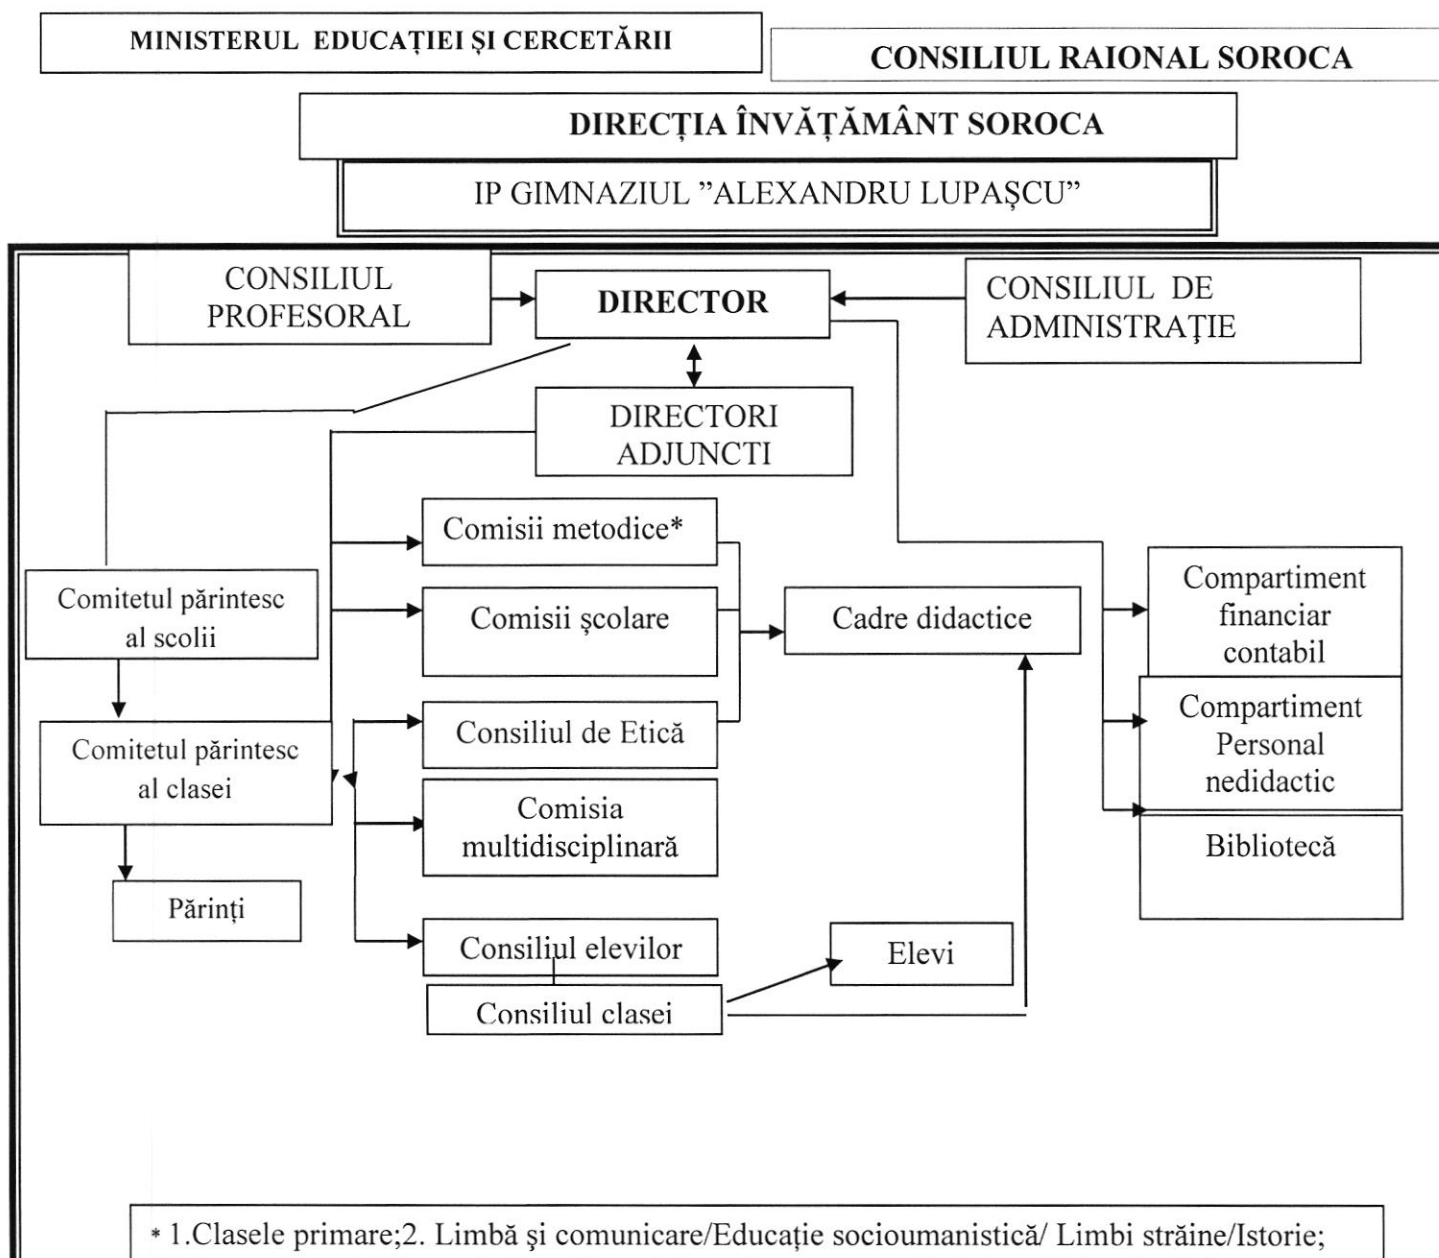 MINISTERUL EDUCAȚIEI ȘI CERCETĂRII
CONSILIUL RAIONAL SOROCA
DIRECȚIA ÎNVĂȚĂMÂNT SOROCA
IP GIMNAZIUL ”ALEXANDRU LUPAȘCU”
CONSILIUL
PROFESORAL
DIRECTOR
CONSILIUL DE
ADMINISTRAŢIE
DIRECTORI
ADJUNCTI
Comisii metodice*
Comitetul părintesc
al scolii
Comisii școlare
Cadre didactice
Compartiment
financiar
contabil
Comitetul părintesc
al clasei
Consiliul de Etică
Compartiment
Personal
nedidactic
Comisia
multidisciplinară
Bibliotecă
Părinți
Consiliul elevilor
Elevi
Consiliul clasei
* 1.Clasele primare;2. Limbă şi comunicare/Educație socioumanistică/ Limbi străine/Istorie;